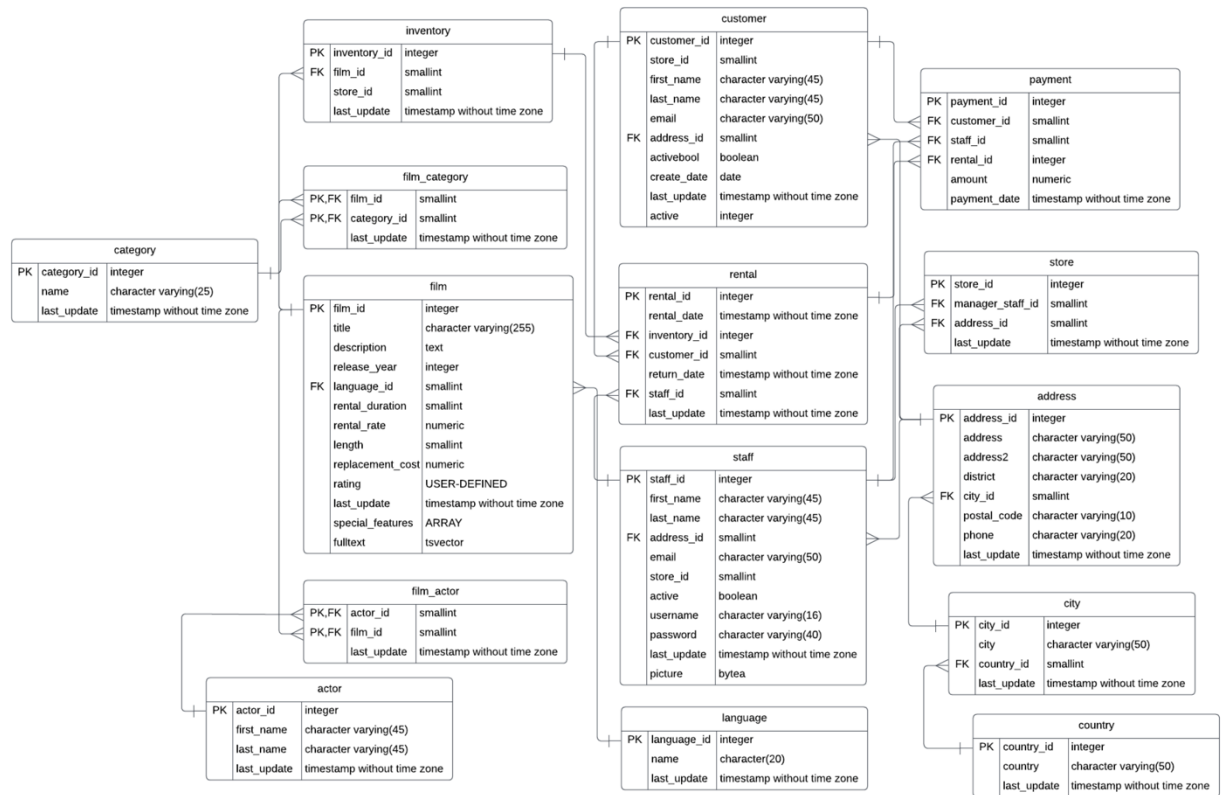 inventory
PK inventory_id integer
FK film_id smallint
store_id smallint
last_update timestamp without time zone
film_category
PK,FK film_id smallint
PK,FK category_id smallint
last_update timestamp without time zone
category
PK category_id integer
name character varying(25)
last_update timestamp without time zone
film
PK film_id integer
title character varying(255)
description text
release_year integer
FK language_id smallint
rental_duration smallint
rental_rate numeric
length smallint
replacement_cost numeric
rating USER-DEFINED
last_update timestamp without time zone
special_features ARRAY
fulltext tsvector
film_actor
PK,FK actor_id smallint
PK,FK film_id smallint
last_update timestamp without time zone
actor
PK actor_id integer
first_name character varying(45)
last_name character varying(45)
last_update timestamp without time zone
customer
PK customer_id integer
store_id smallint
first_name character varying(45)
last_name character varying(45)
email character varying(50)
FK address_id smallint
activebool boolean
create_date date
last_update timestamp without time zone
active integer
rental
PK rental_id integer
rental_date timestamp without time zone
FK inventory_id integer
FK customer_id smallint
return_date timestamp without time zone
FK staff_id smallint
last_update timestamp without time zone
staff
PK staff_id integer
first_name character varying(45)
last_name character varying(45)
FK address_id smallint
email character varying(50)
store_id smallint
active boolean
username character varying(16)
password character varying(40)
last_update timestamp without time zone
picture bytea
language
PK language_id integer
name character(20)
last_update timestamp without time zone
payment
PK payment_id integer
FK customer_id smallint
FK staff_id smallint
FK rental_id integer
amount numeric
payment_date timestamp without time zone
store
PK store_id integer
FK manager_staff_id smallint
FK address_id smallint
last_update timestamp without time zone
address
PK address_id integer
address character varying(50)
address2 character varying(50)
district character varying(20)
FK city_id smallint
postal_code character varying(10)
phone character varying(20)
last_update timestamp without time zone
city
PK city_id integer
city character varying(50)
FK country_id smallint
last_update timestamp without time zone
country
PK country_id integer
country character varying(50)
last_update timestamp without time zone